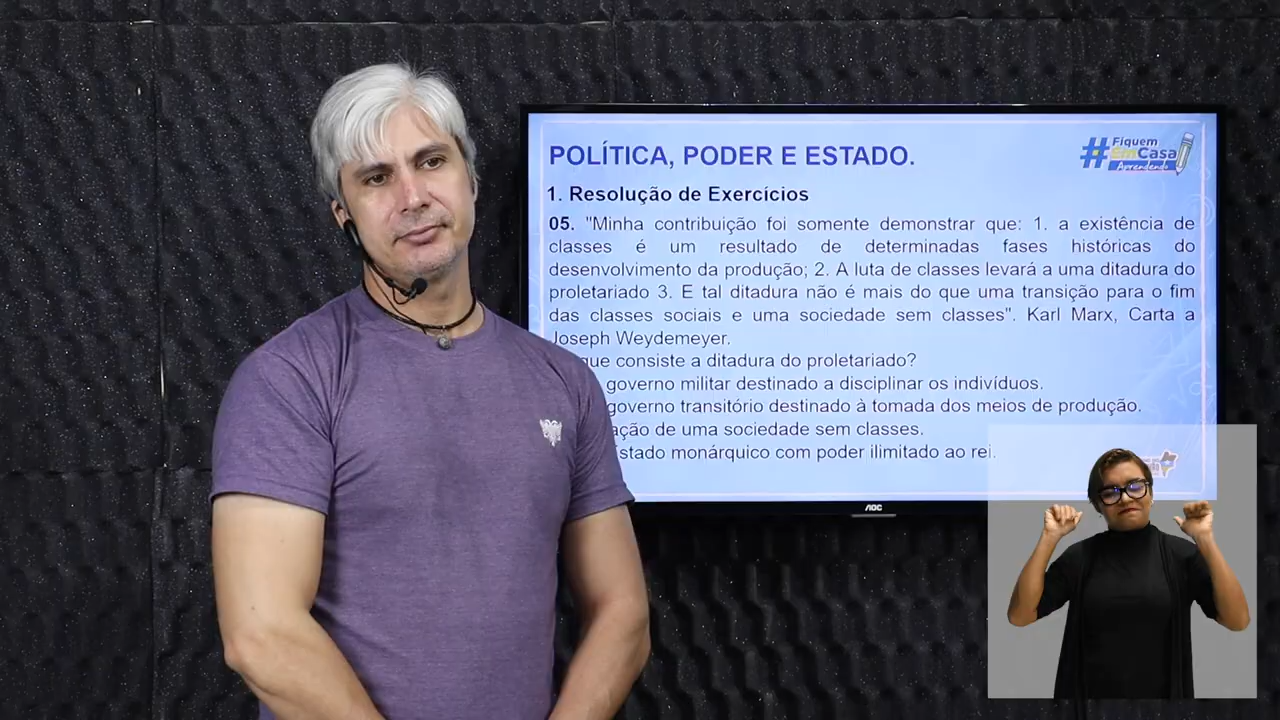 POLÍTICA, PODER E ESTADO.
#Fiquem
EmCasa
Aprendendo
1. Resolução de Exercícios
05. "Minha contribuição foi somente demonstrar que: 1. a existência de
classes é um resultado de determinadas fases históricas do
desenvolvimento da produção; 2. A luta de classes levará a uma ditadura do
proletariado 3. E tal ditadura não é mais do que uma transição para o fim
das classes sociais e uma sociedade sem classes". Karl Marx, Carta a
Joseph Weydemeyer.
que consiste a ditadura do proletariado?
governo militar destinado a disciplinar os indivíduos.
governo transitório destinado à tomada dos meios de produção.
ação de uma sociedade sem classes.
Estado monárquico com poder ilimitado ao rei.
AOC